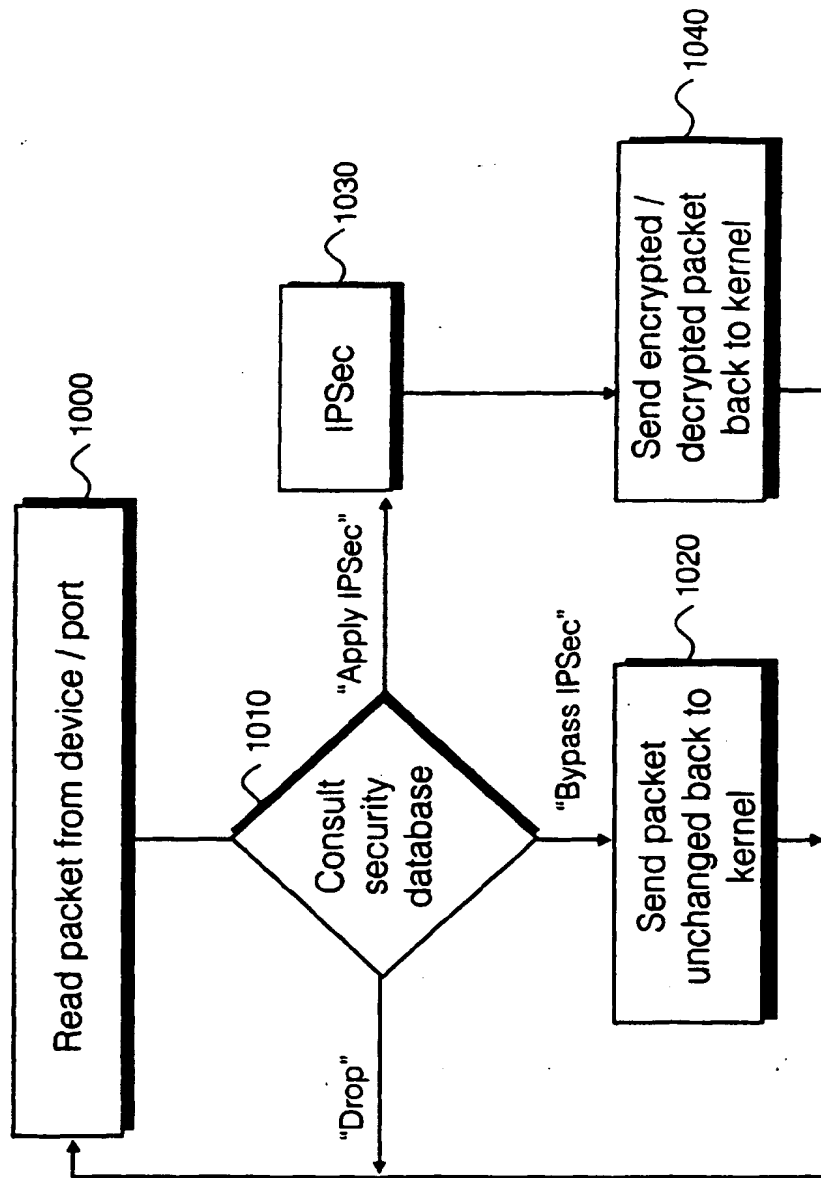 1000
Read packet from device / port
1010
Consult
security
database
"Drop"
"Apply IPSec"
1030
IPSec
"Bypass IPSec"
1020
Send packet
unchanged back to
kernel
1040
Send encrypted /
decrypted packet
back to kernel